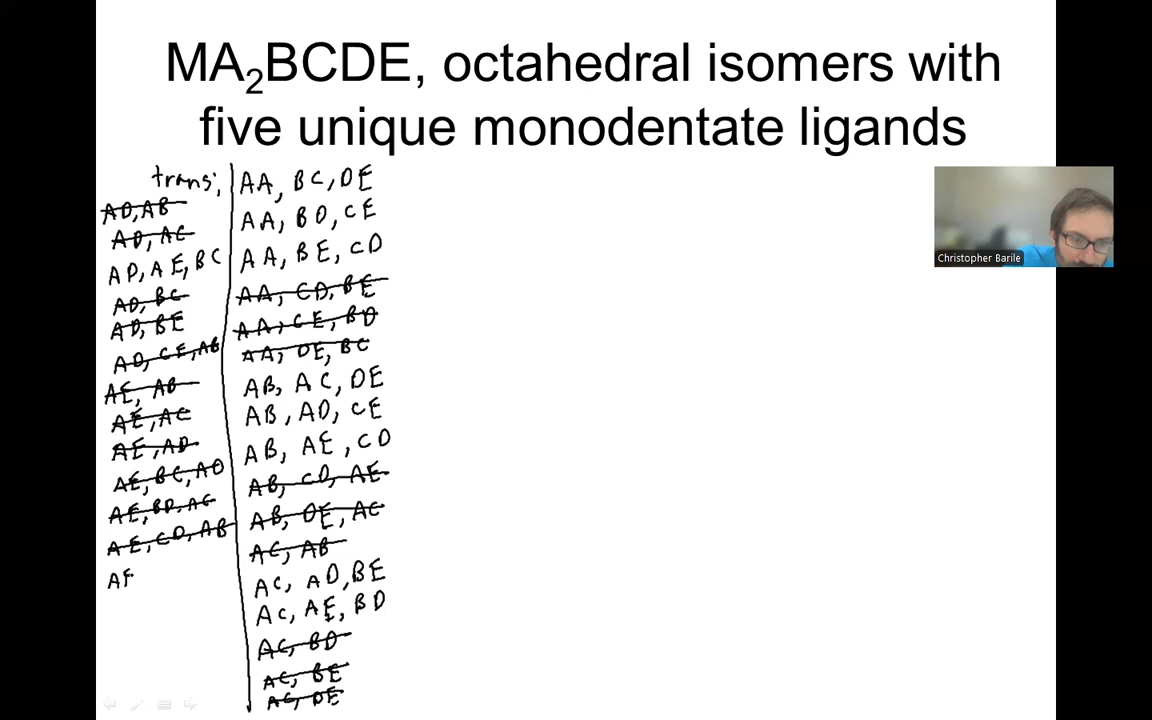 MA2BCDE, octahedral isomers with
five unique monodentate ligands
trans:
AD, AB
AD, AC
AD, AE, BC
AD, BC
AD, BE
AD, CE, AB
AE, AB
AE, AC
AE, AD
AE, BC, AD
AE, BD, AC
AE, CD, AB
AF
AA, BC, DE
AA, BD, CE
AA, BE, CD
AA, CD, BE
AA, CE, BD
AA, DE, BC
AB, AC, DE
AB, AD, CE
AB, AE, CD
AB, CD, AE
AB, DE, AC
AC, AB
AC, AD, BE
AC, AE, BD
AC, BD
AC, BE
AC, DE
Christopher Barile